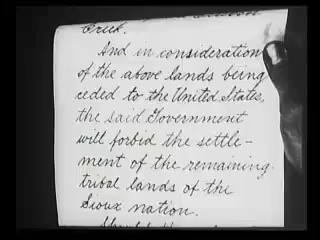 Creek.
And in consideration
of the above lands being
ceded to the United States,
the said Government
will forbid the settle-
ment of the remaining
tribal lands of the
Sioux nation.